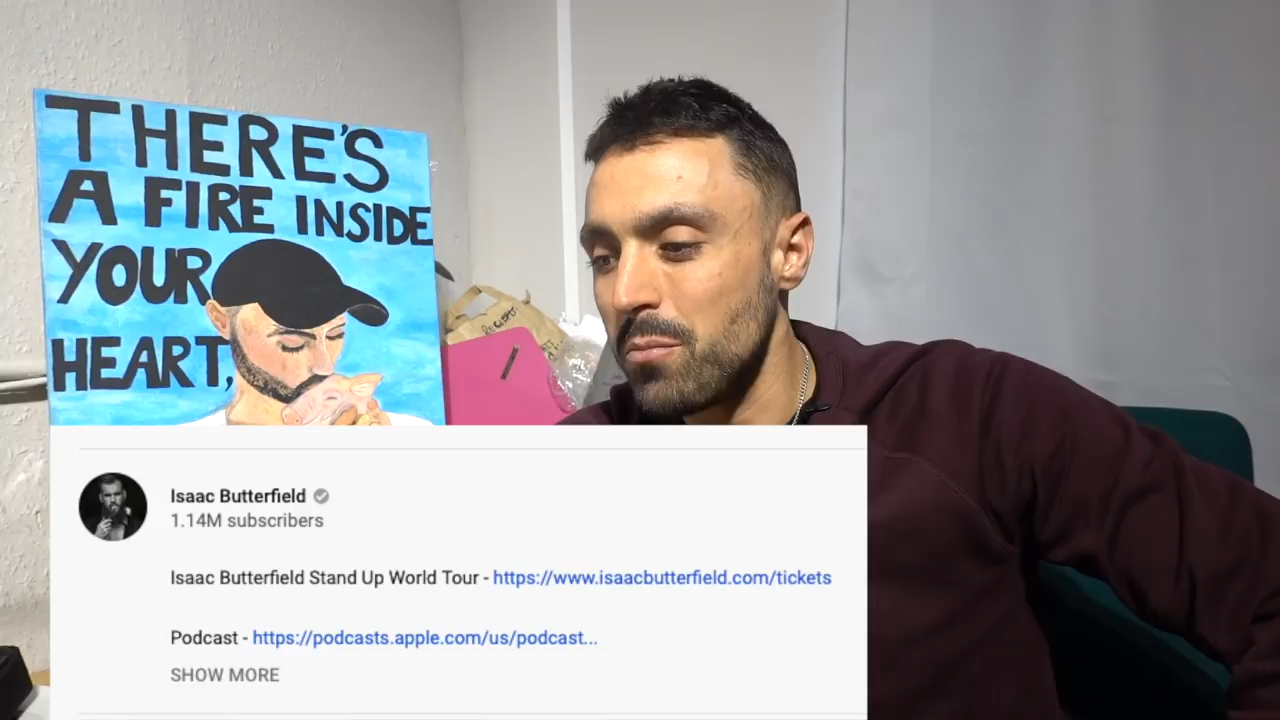 THERE'S
A FIRE INSIDE
YOUR
HEART,
Isaac Butterfield
1.14M subscribers
Isaac Butterfield Stand Up World Tour - https://www.isaacbutterfield.com/tickets
Podcast - https://podcasts.apple.com/us/podcast...
SHOW MORE